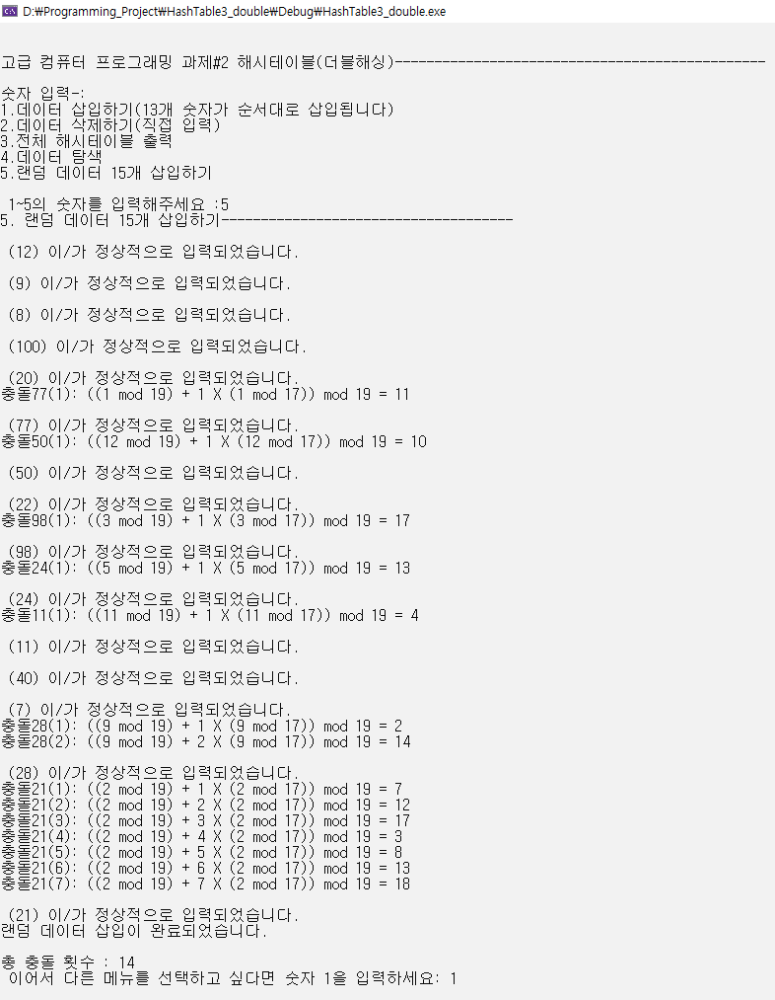 D:₩Programming_Project₩HashTable3_double₩Debug₩HashTable3_double.exe
고급 컴퓨터 프로그래밍 과제#2 해시테이블(더블해싱)-----------------------------------------------
숫자 입력-:
1.데이터 삽입하기(13개 숫자가 순서대로 삽입됩니다)
2.데이터 삭제하기(직접 입력)
3.전체 해시테이블 출력
4.데이터 탐색
5.랜덤 데이터 15개 삽입하기
1~5의 숫자를 입력해주세요 :5
5. 랜덤 데이터 15개 삽입하기-------------------------------------
(12) 이/가 정상적으로 입력되었습니다.
(9) 이/가 정상적으로 입력되었습니다.
(8) 이/가 정상적으로 입력되었습니다.
(100) 이/가 정상적으로 입력되었습니다.
(20) 이/가 정상적으로 입력되었습니다.
충돌77(1): ((1 mod 19) + 1 X (1 mod 17)) mod 19 = 11
(77) 이/가 정상적으로 입력되었습니다.
충돌50(1): ((12 mod 19) + 1 X (12 mod 17)) mod 19 = 10
(50) 이/가 정상적으로 입력되었습니다.
(22) 이/가 정상적으로 입력되었습니다.
충돌98(1): ((3 mod 19) + 1 X (3 mod 17)) mod 19 = 17
(98) 이/가 정상적으로 입력되었습니다.
충돌24(1): ((5 mod 19) + 1 X (5 mod 17)) mod 19 = 13
(24) 이/가 정상적으로 입력되었습니다.
충돌11(1): ((11 mod 19) + 1 X (11 mod 17)) mod 19 = 4
(11) 이/가 정상적으로 입력되었습니다.
(40) 이/가 정상적으로 입력되었습니다.
(7) 이/가 정상적으로 입력되었습니다.
충돌28(1): ((9 mod 19) + 1 X (9 mod 17)) mod 19 = 2
충돌28(2): ((9 mod 19) + 2 X (9 mod 17)) mod 19 = 14
(28) 이/가 정상적으로 입력되었습니다.
충돌21(1): ((2 mod 19) + 1 X (2 mod 17)) mod 19 = 7
충돌21(2): ((2 mod 19) + 2 X (2 mod 17)) mod 19 = 12
충돌21(3): ((2 mod 19) + 3 X (2 mod 17)) mod 19 = 17
충돌21(4): ((2 mod 19) + 4 X (2 mod 17)) mod 19 = 3
충돌21(5): ((2 mod 19) + 5 X (2 mod 17)) mod 19 = 8
충돌21(6): ((2 mod 19) + 6 X (2 mod 17)) mod 19 = 13
충돌21(7): ((2 mod 19) + 7 X (2 mod 17)) mod 19 = 18
(21) 이/가 정상적으로 입력되었습니다.
랜덤 데이터 삽입이 완료되었습니다.
총 충돌 횟수 : 14
이어서 다른 메뉴를 선택하고 싶다면 숫자 1을 입력하세요: 1